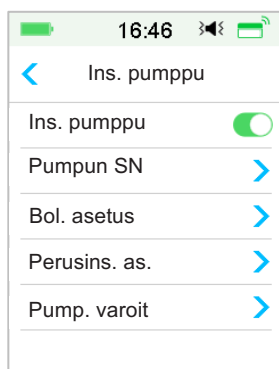 16:46
Ins. pumppu
Ins. pumppu
Pumpun SN
Bol. asetus
Perusins. as.
Pump. varoit